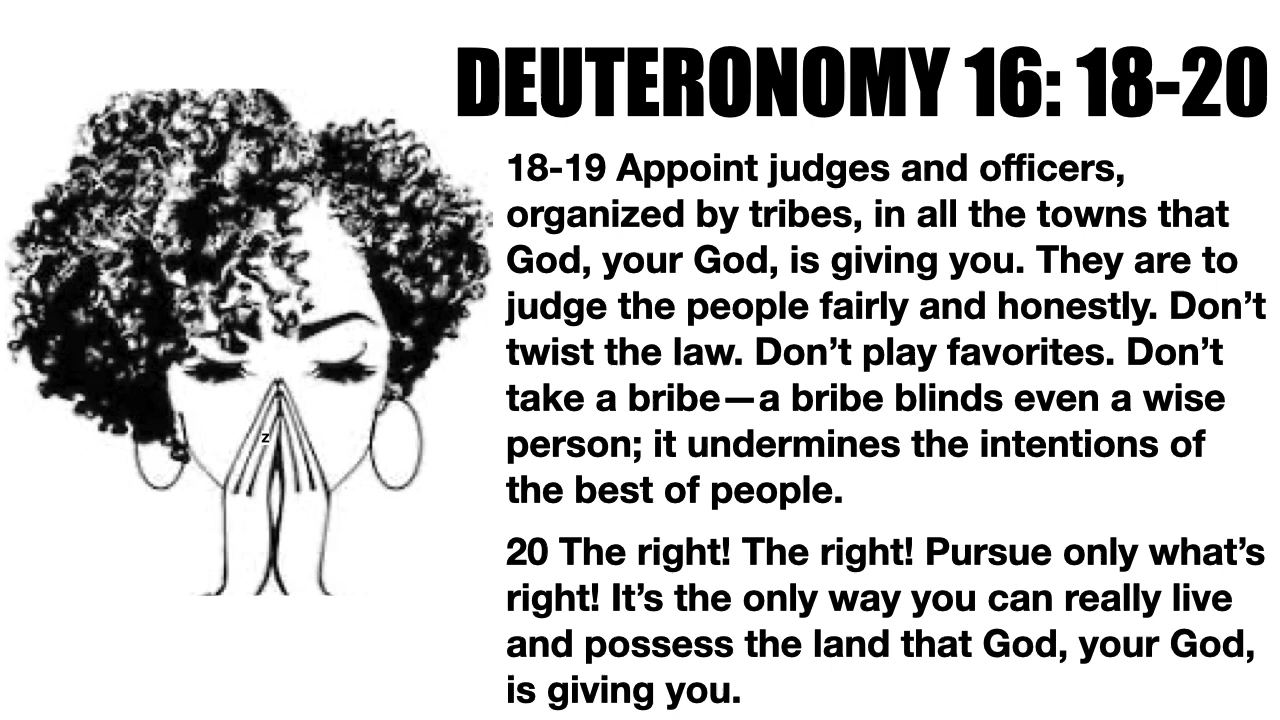 DEUTERONOMY 16: 18-20
18-19 Appoint judges and officers,
organized by tribes, in all the towns that
God, your God, is giving you. They are to
judge the people fairly and honestly. Don’t
twist the law. Don’t play favorites. Don’t
take a bribe—a bribe blinds even a wise
person; it undermines the intentions of
the best of people.
20 The right! The right! Pursue only what’s
right! It’s the only way you can really live
and possess the land that God, your God,
is giving you.
z